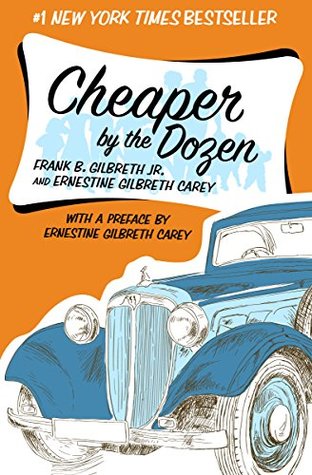 #1 NEW YORK TIMES BESTSELLER
Cheaper
by the Dozen
FRANK B. GILBRETH JR.
AND ERNESTINE GILBRETH CAREY
WITH A PREFACE BY
ERNESTINE GILBRETH CAREY